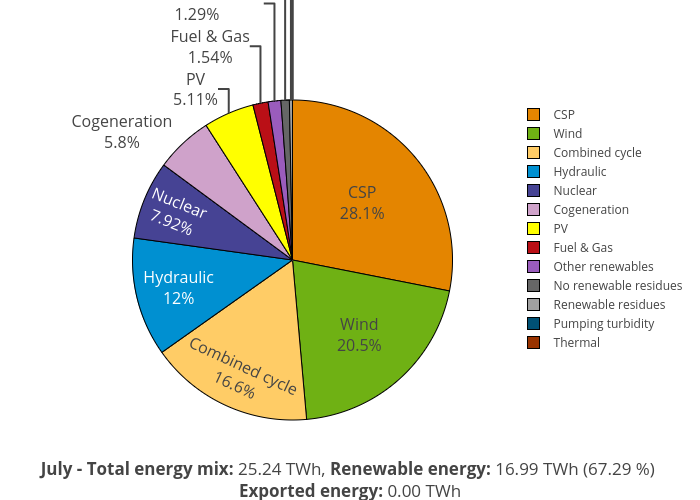 1.29%
Fuel & Gas
1.54%
PV
5.11%
Cogeneration
5.8%
Nuclear
7.92%
Hydraulic
12%
Combined cycle
16.6%
Wind
20.5%
CSP
28.1%
CSP
Wind
Combined cycle
Hydraulic
Nuclear
Cogeneration
PV
Fuel & Gas
Other renewables
No renewable residues
Renewable residues
Pumping turbidity
Thermal
July - Total energy mix: 25.24 TWh, Renewable energy: 16.99 TWh (67.29 %)
Exported energy: 0.00 TWh